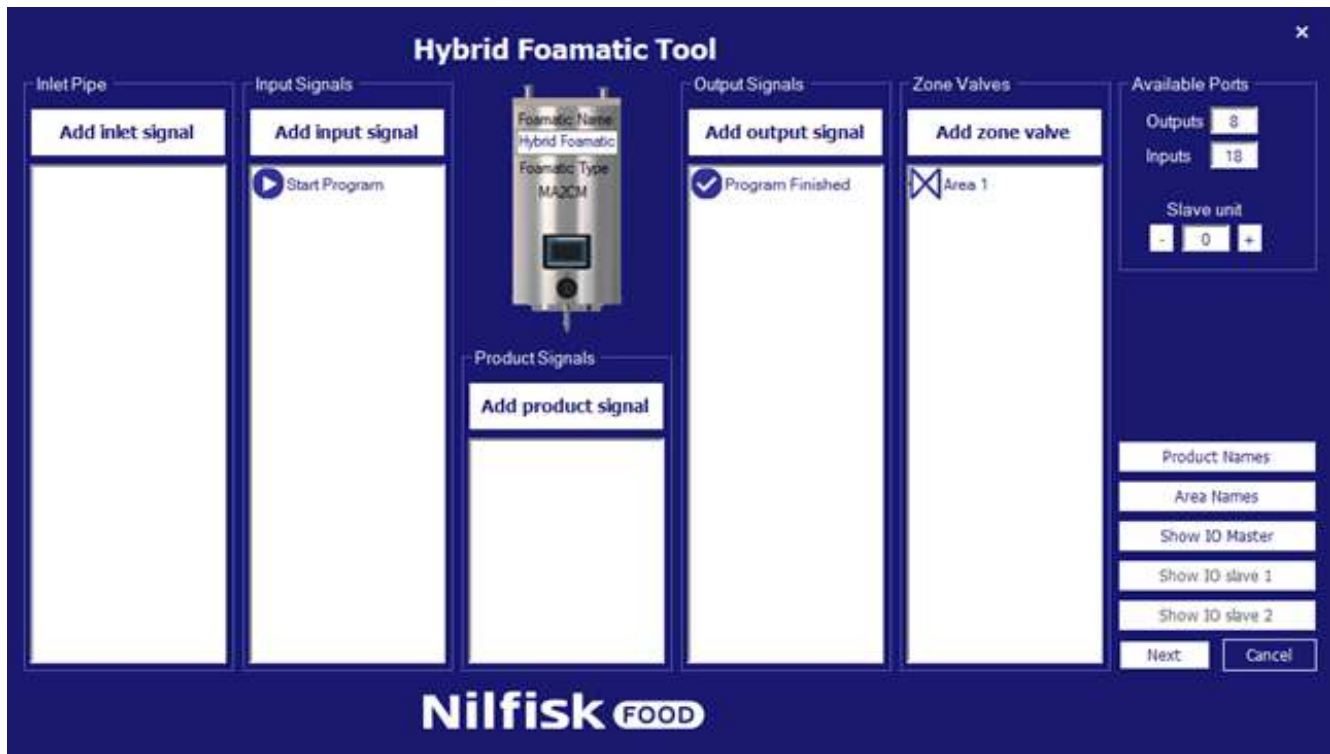 ×
Hybrid Foamatic Tool
Inlet Pipe
Add inlet signal
Input Signals
Add input signal
Start Program
Foamatic Name
Hybrid Foamatic
Foamatic Type
MA2CM
Product Signals
Add product signal
Output Signals
Add output signal
Program Finished
Zone Valves
Add zone valve
Area 1
Available Ports
Outputs 8
Inputs 18
Slave unit
- 0 +
Product Names
Area Names
Show IO Master
Show IO slave 1
Show IO slave 2
Next Cancel
Nilfisk FOOD